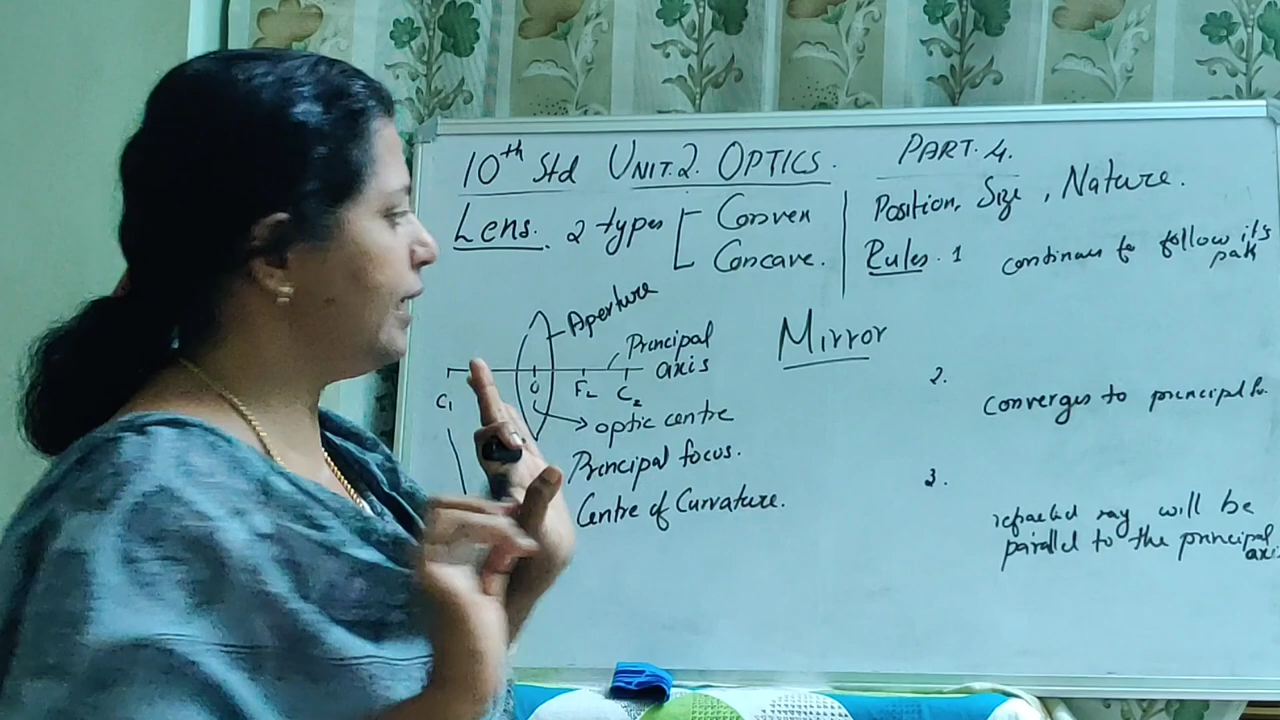 10th Std UNIT.2. OPTICS. PART. 4.
Lens. 2 types Convex
Concave.
Position, Size, Nature.
Rules. 1 continues to follow its
path
Aperture
Principal
axis
C1 O F2 C2
optic centre
Principal focus.
Centre of Curvature.
Mirror
2.
converges to principal
3.
refracted ray will be
parallel to the principal
axis